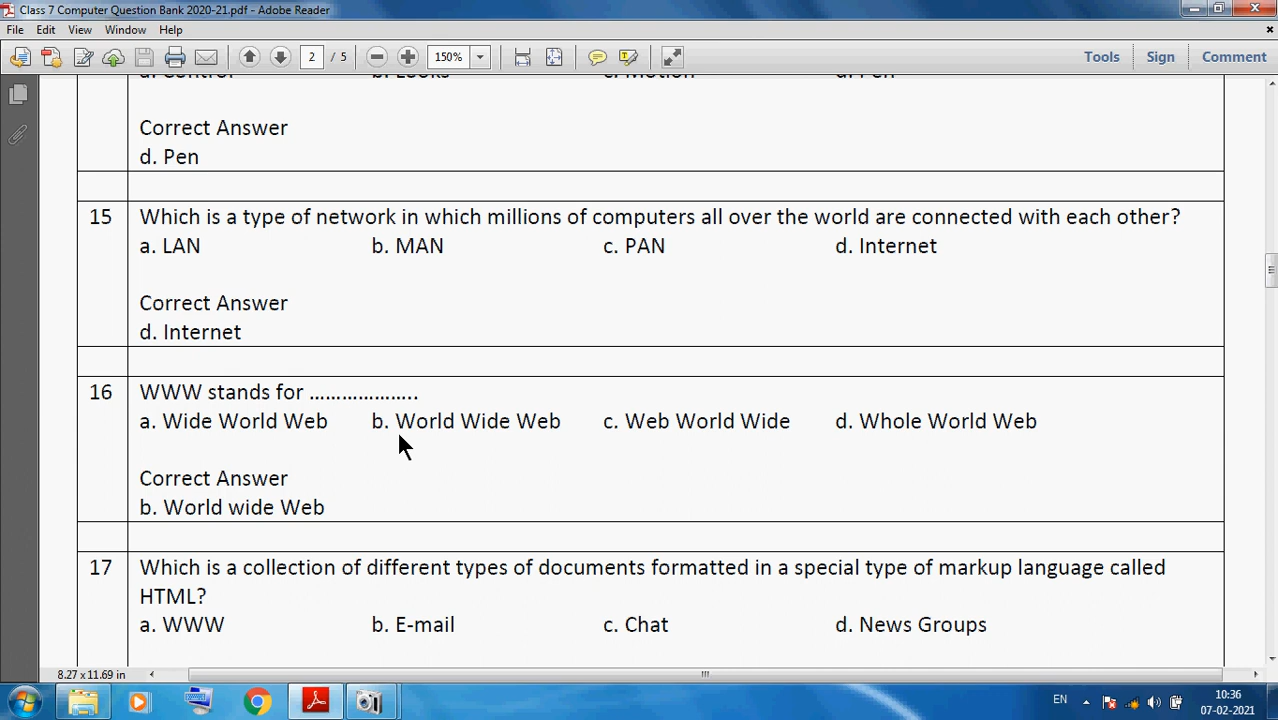 Class 7 Computer Question Bank 2020-21.pdf - Adobe Reader
File Edit View Window Help
2 / 5 150% Tools Sign Comment
a. Control b. Looks c. Motion d. Pen
Correct Answer
d. Pen
15 Which is a type of network in which millions of computers all over the world are connected with each other?
a. LAN b. MAN c. PAN d. Internet
Correct Answer
d. Internet
16 WWW stands for ………………..
a. Wide World Web b. World Wide Web c. Web World Wide d. Whole World Web
Correct Answer
b. World wide Web
17 Which is a collection of different types of documents formatted in a special type of markup language called
HTML?
a. WWW b. E-mail c. Chat d. News Groups
8.27 x 11.69 in
EN 10:36
07-02-2021